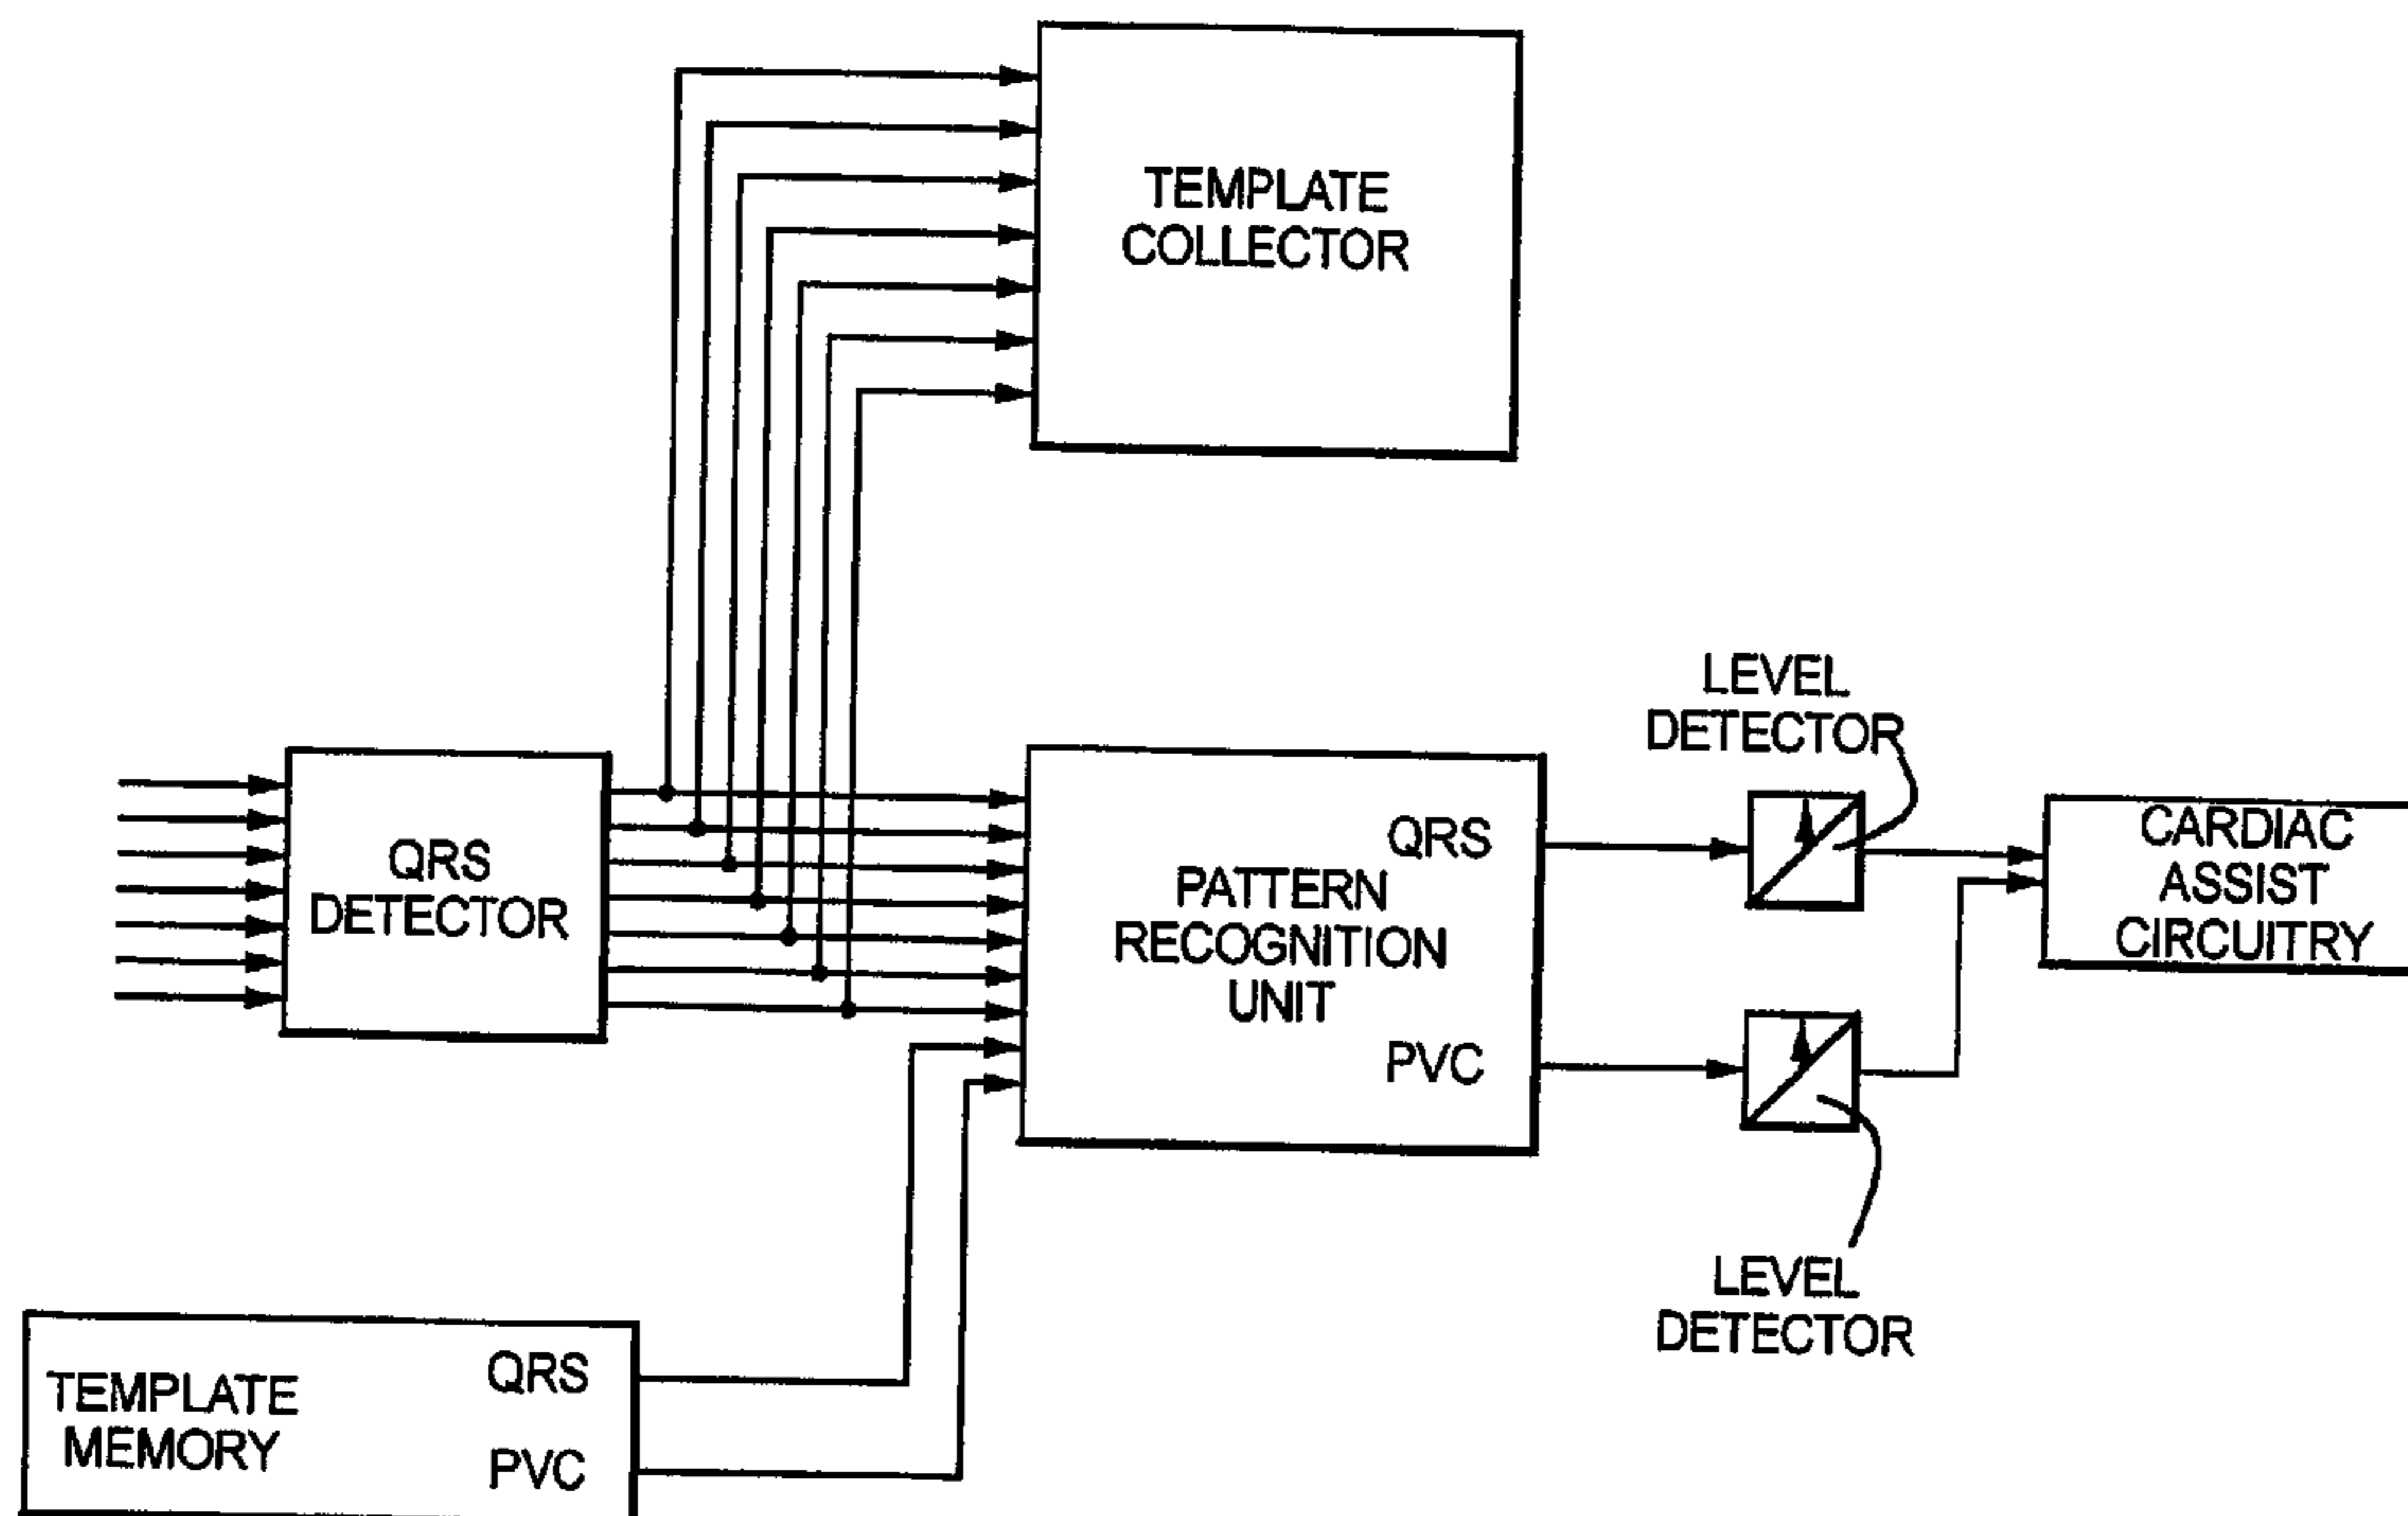 TEMPLATE
COLLECTOR
LEVEL
DETECTOR
QRS
DETECTOR
QRS
PATTERN
RECOGNITION
UNIT
PVC
CARDIAC
ASSIST
CIRCUITRY
LEVEL
DETECTOR
TEMPLATE
MEMORY
QRS
PVC